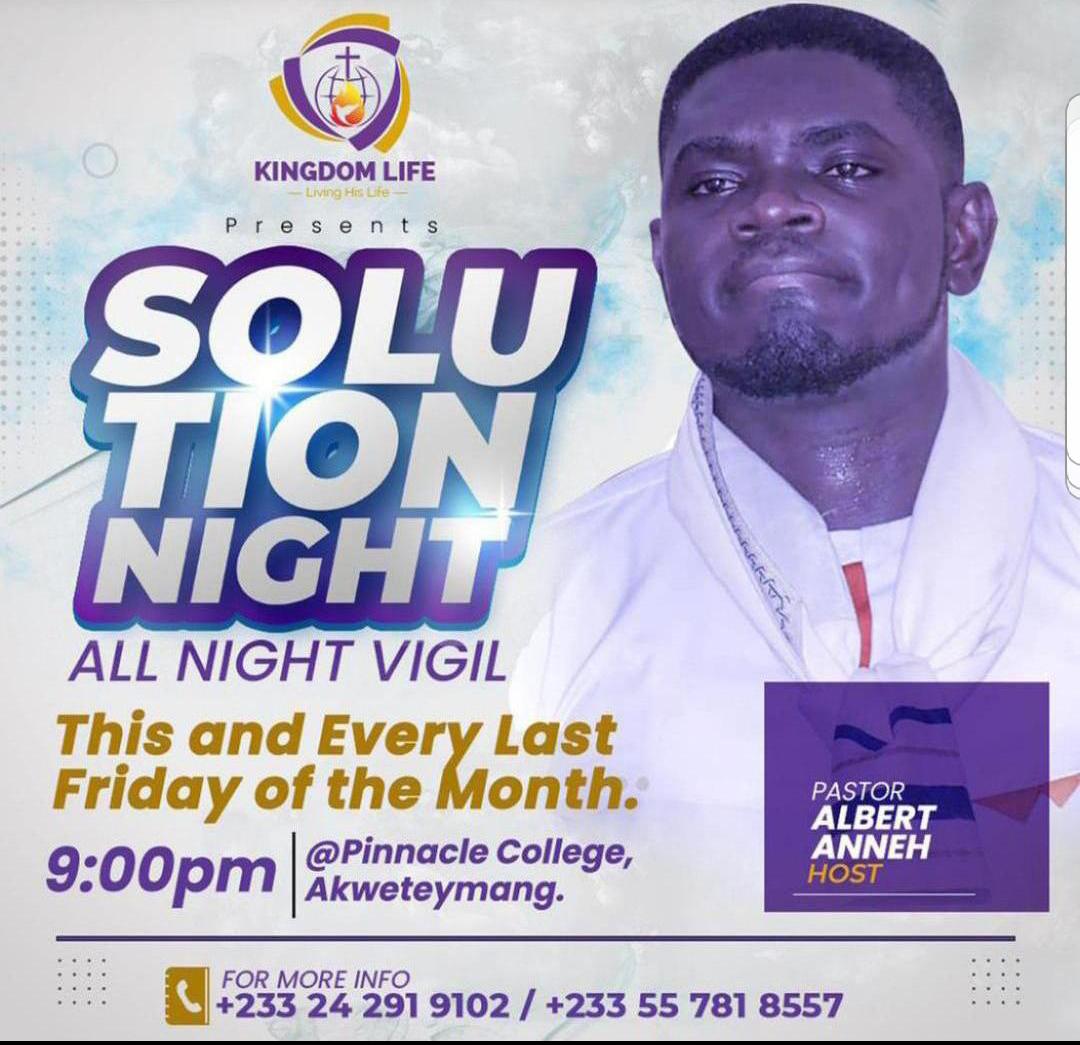 KINGDOM LIFE
— Living His Life —
Presents
SOLU
TION
NIGHT
ALL NIGHT VIGIL
This and Every Last
Friday of the Month.
9:00pm
@Pinnacle College,
Akweteymang.
PASTOR
ALBERT
ANNEH
HOST
FOR MORE INFO
+233 24 291 9102 / +233 55 781 8557